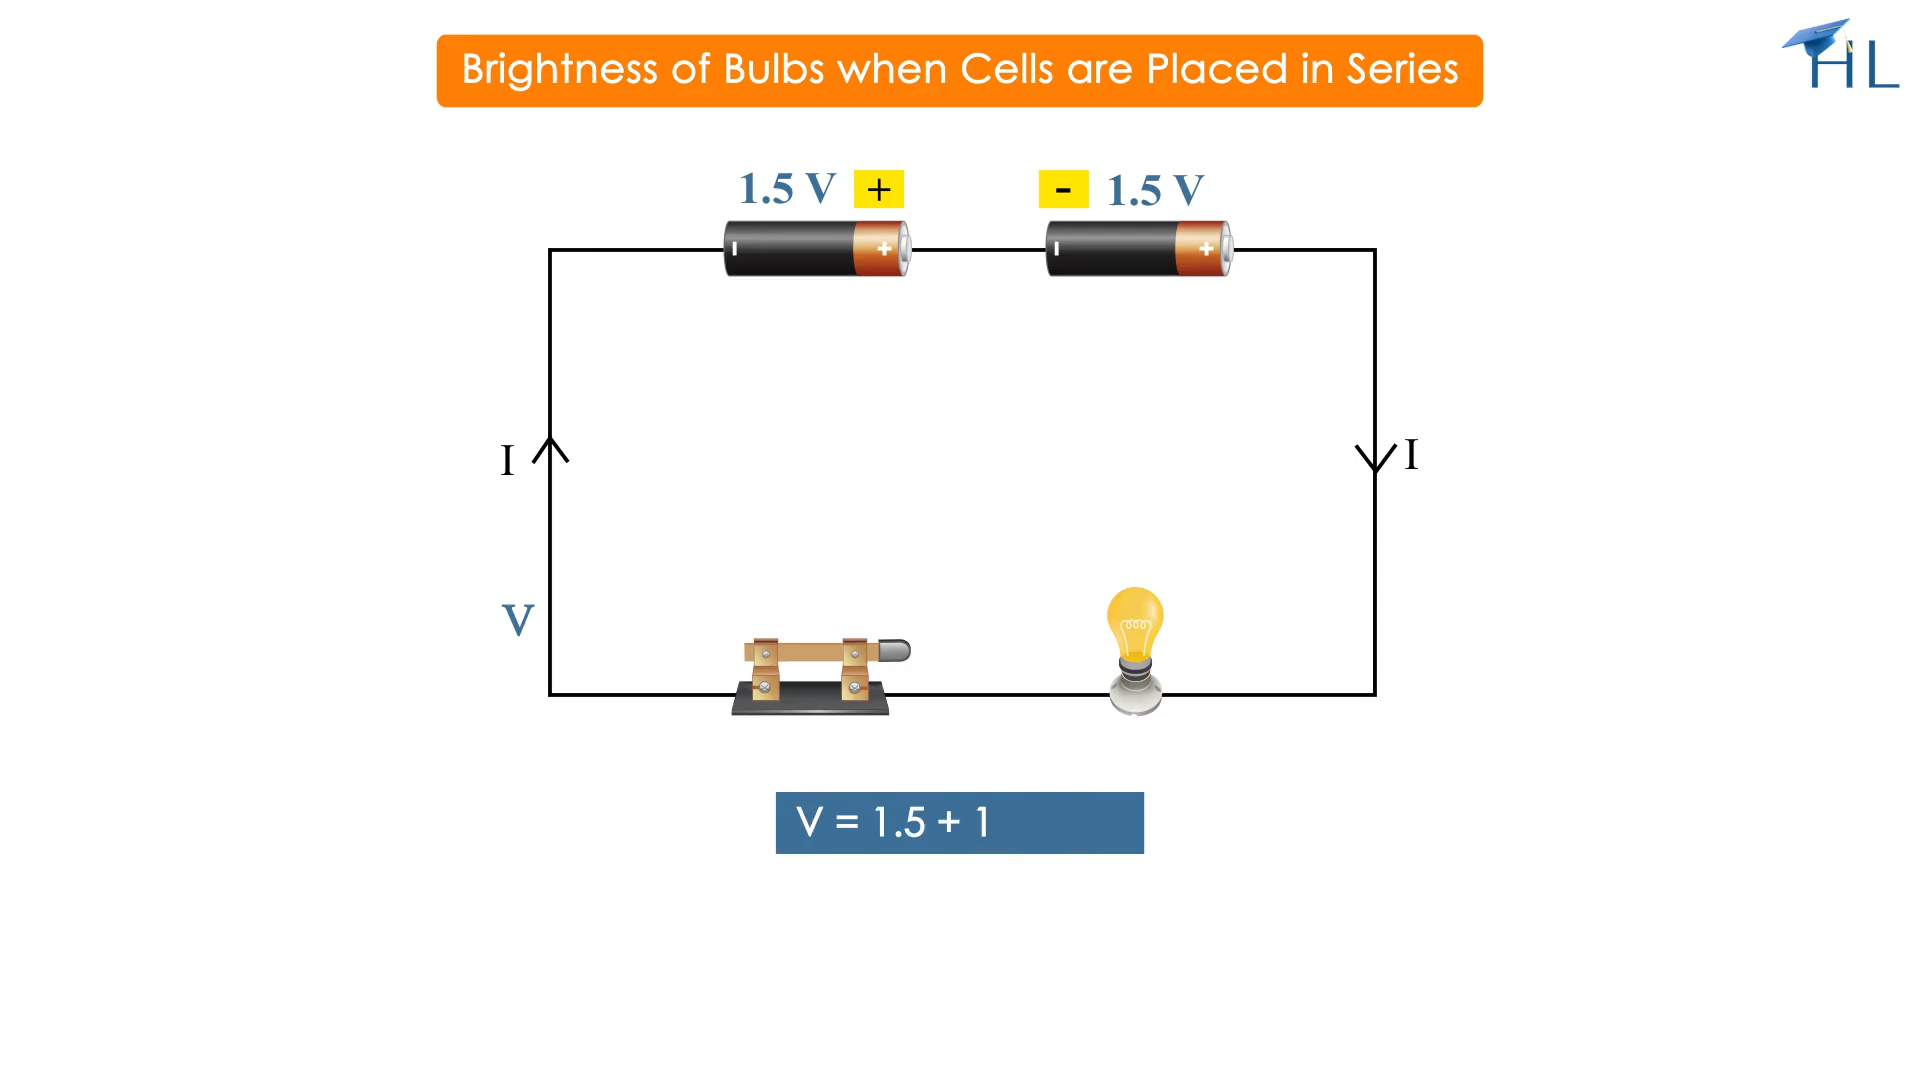 Brightness of Bulbs when Cells are Placed in Series
HL
1.5 V + - 1.5 V
- + - +
I I
V
V = 1.5 + 1